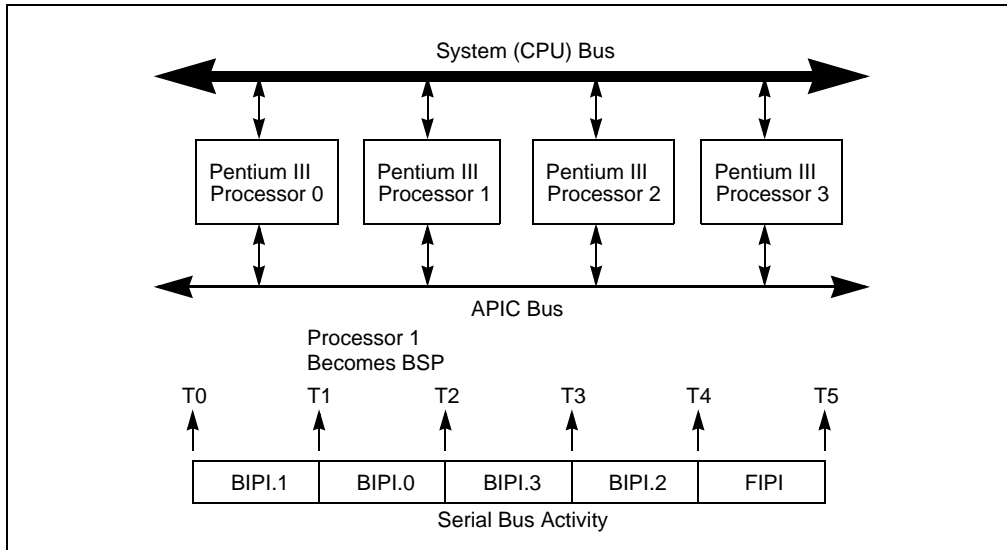 System (CPU) Bus
Pentium III
Processor 0
Pentium III
Processor 1
Pentium III
Processor 2
Pentium III
Processor 3
APIC Bus
Processor 1
Becomes BSP
T0 T1 T2 T3 T4 T5
BIPI.1 BIPI.0 BIPI.3 BIPI.2 FIPI
Serial Bus Activity